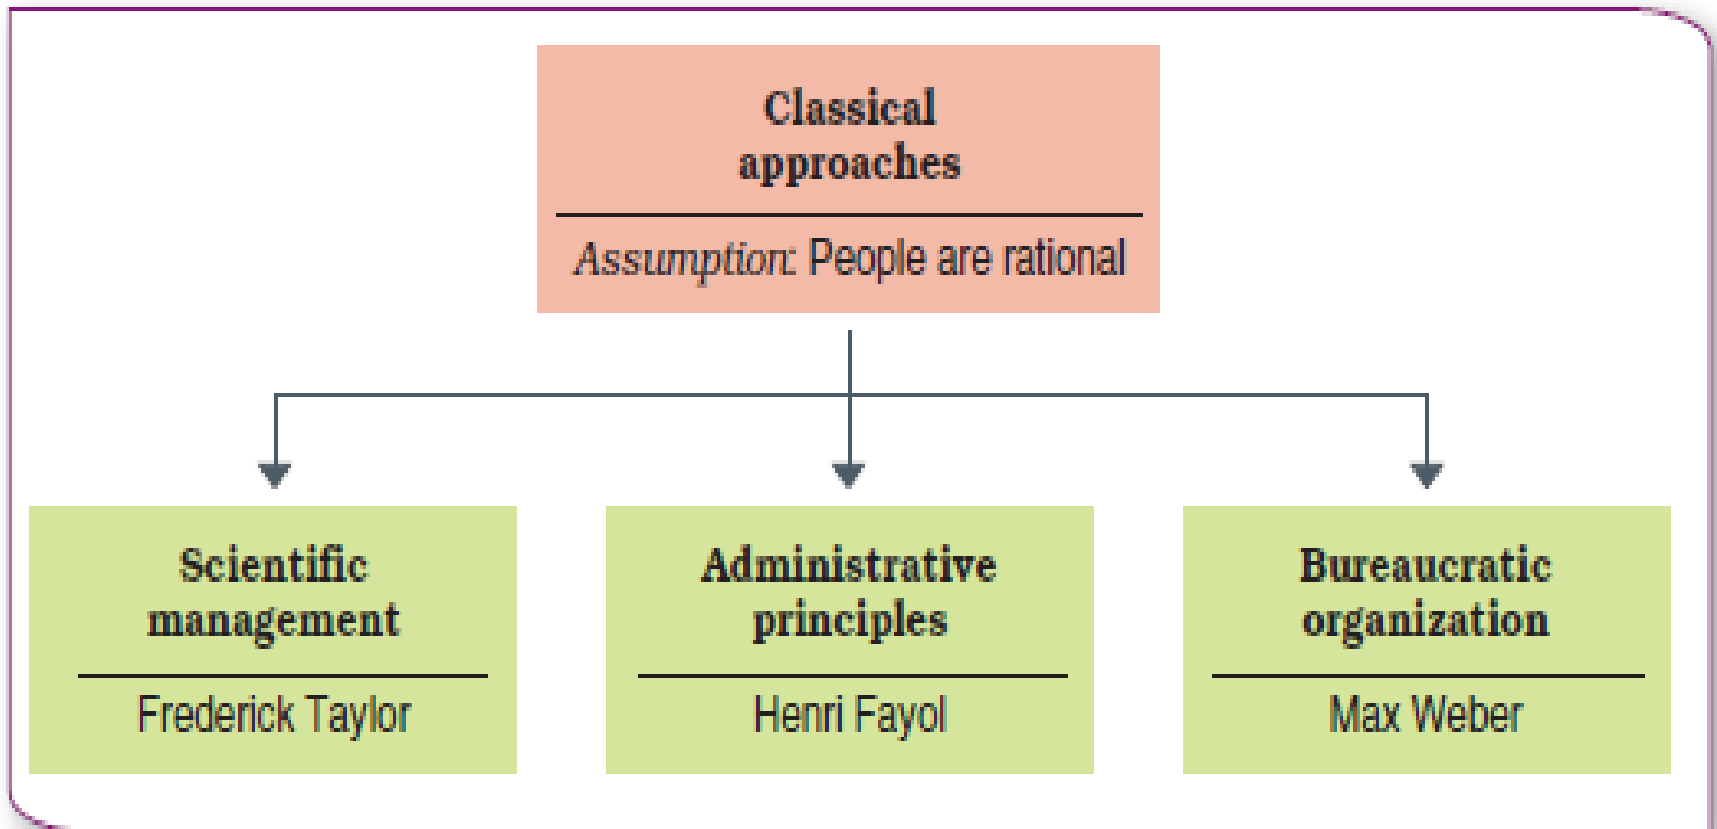 Classical
approaches
Assumption: People are rational
Scientific
management
Frederick Taylor
Administrative
principles
Henri Fayol
Bureaucratic
organization
Max Weber